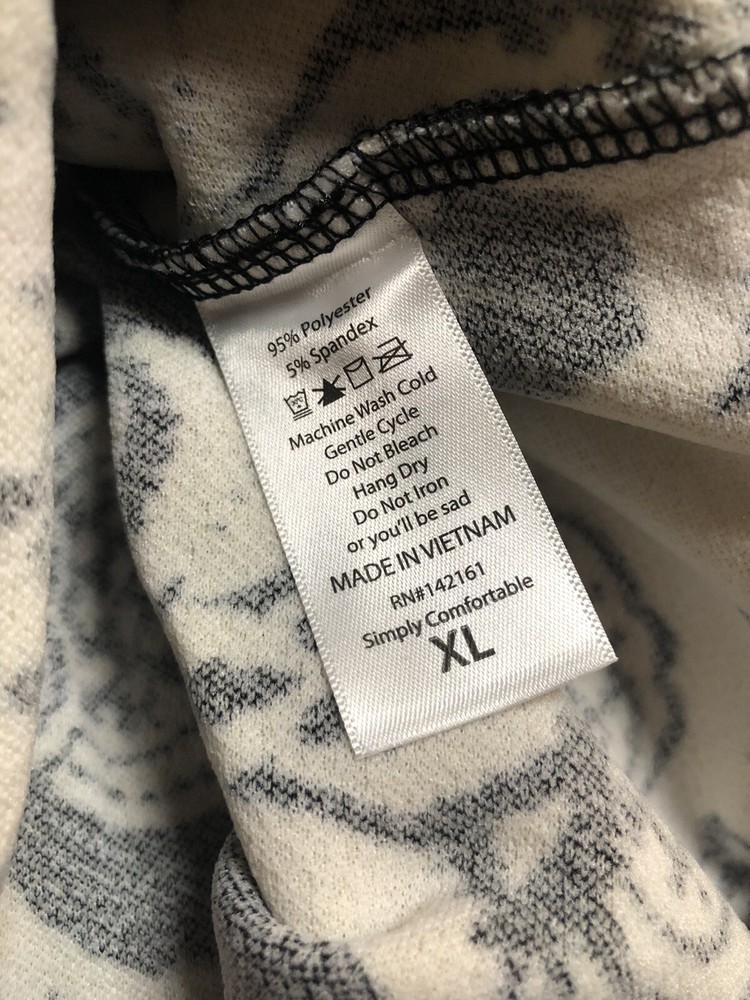 95% Polyester
5% Spandex
Machine Wash Cold
Gentle Cycle
Do Not Bleach
Hang Dry
Do Not Iron
or you'll be sad
MADE IN VIETNAM
RN#142161
Simply Comfortable
XL